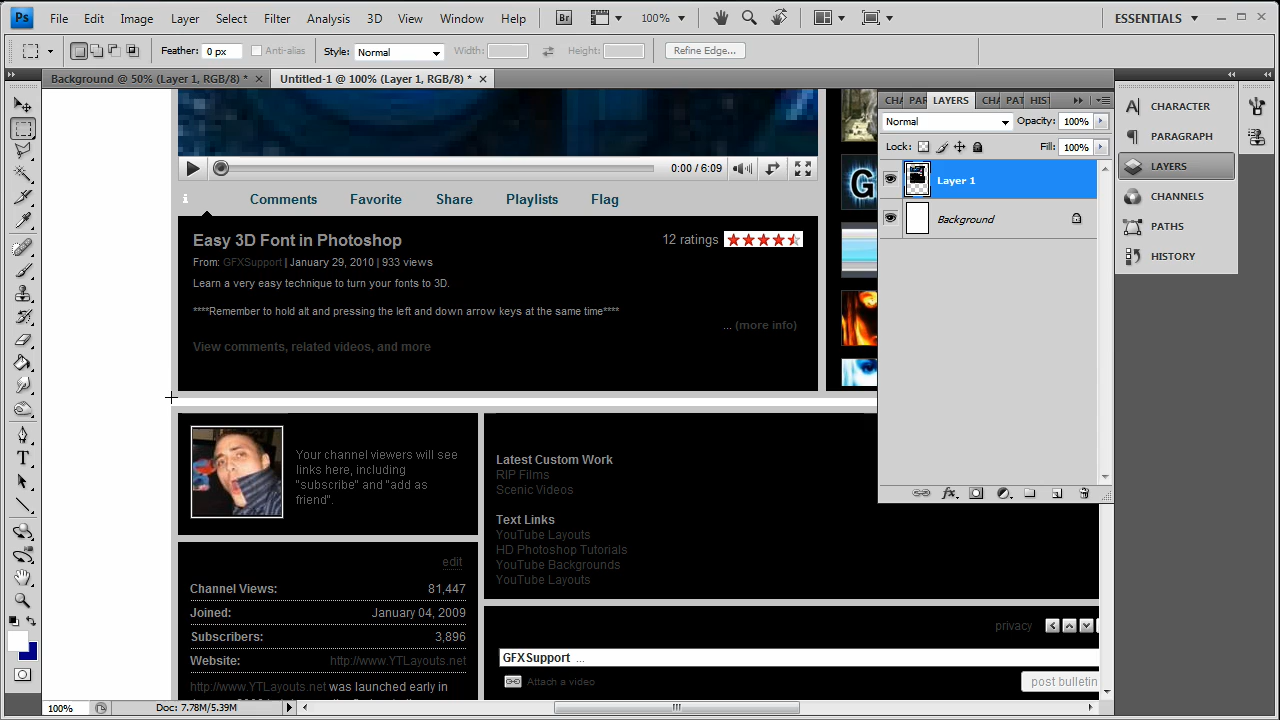 Ps File Edit Image Layer Select Filter Analysis 3D View Window Help Br 100% ESSENTIALS
Feather: 0 px Anti-alias Style: Normal Width: Height: Refine Edge...
Background @ 50% (Layer 1, RGB/8) * Untitled-1 @ 100% (Layer 1, RGB/8) *
LAYERS
Normal Opacity: 100%
Lock: Fill: 100%
Layer 1
Background
CHARACTER
PARAGRAPH
LAYERS
CHANNELS
PATHS
HISTORY
0:00 / 6:09
Comments Favorite Share Playlists Flag
Easy 3D Font in Photoshop 12 ratings
From: GFXSupport | January 29, 2010 | 933 views
Learn a very easy technique to turn your fonts to 3D.
****Remember to hold alt and pressing the left and down arrow keys at the same time****
... (more info)
View comments, related videos, and more
G
Your channel viewers will see
links here, including
"subscribe" and "add as
friend".
edit
Channel Views: 81,447
Joined: January 04, 2009
Subscribers: 3,896
Website: http://www.YTLayouts.net
http://www.YTLayouts.net was launched early in
Latest Custom Work
RIP Films
Scenic Videos
Text Links
YouTube Layouts
HD Photoshop Tutorials
YouTube Backgrounds
YouTube Layouts
privacy
GFXSupport ...
Attach a video
post bulletin
100% Doc: 7.78M/5.39M